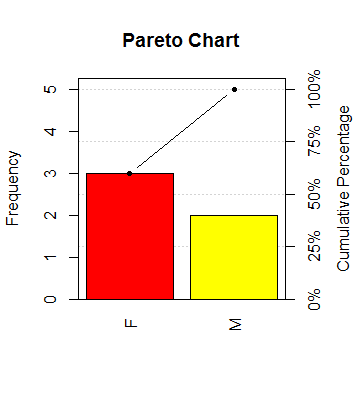 Pareto Chart
Frequency
5
4
3
2
1
0
100%
75%
50%
25%
0%
Cumulative Percentage
F
M